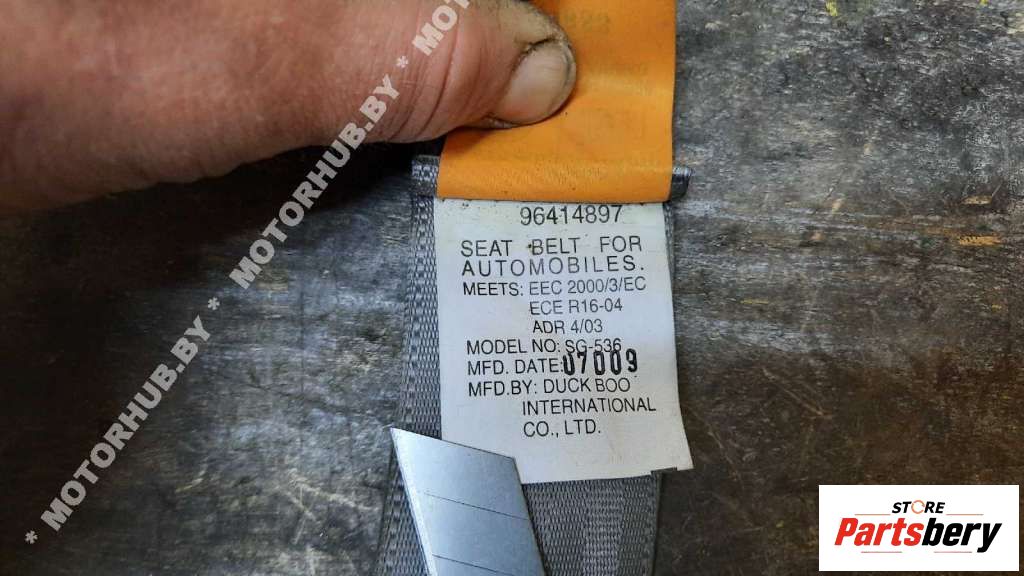 96414897
SEAT BELT FOR
AUTOMOBILES.
MEETS: EEC 2000/3/EC
ECE R16-04
ADR 4/03
MODEL NO: SG-536
MFD. DATE: 07009
MFD.BY: DUCK BOO
INTERNATIONAL
CO., LTD.
* MOTORHUB.BY * MOTORHUB.BY * MOTORHUB.BY * MO
STORE
Partsbery